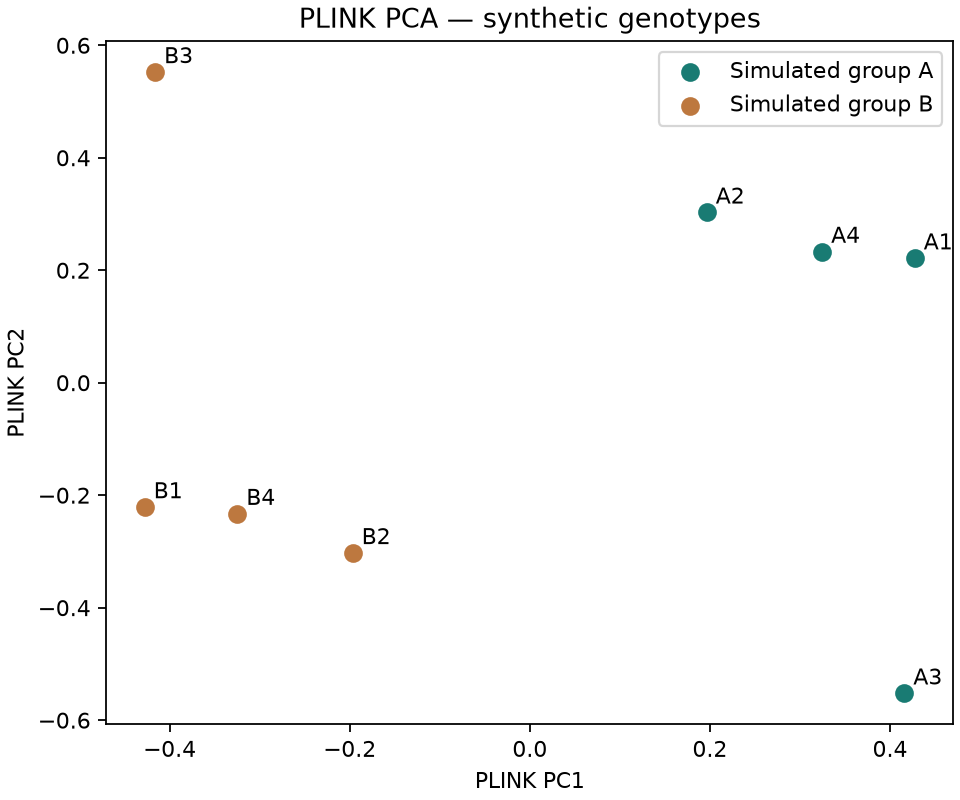 PLINK PCA — synthetic genotypes
Simulated group A
Simulated group B
B3
A2
A4
A1
B1
B4
B2
A3
0.6
0.4
0.2
0.0
−0.2
−0.4
−0.6
PLINK PC2
−0.4
−0.2
0.0
0.2
0.4
PLINK PC1